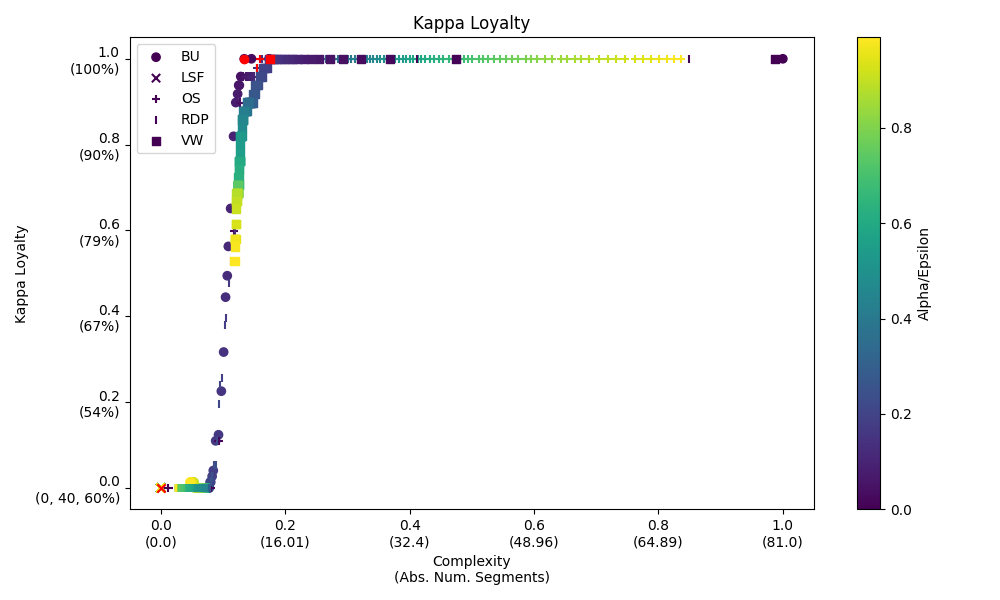 Kappa Loyalty
BU
LSF
OS
RDP
VW
Kappa Loyalty
1.0
(100%)
0.8
(90%)
0.6
(79%)
0.4
(67%)
0.2
(54%)
0.0
(0, 40, 60%)
0.0
(0.0)
0.2
(16.01)
0.4
(32.4)
0.6
(48.96)
0.8
(64.89)
1.0
(81.0)
Complexity
(Abs. Num. Segments)
0.8
0.6
0.4
0.2
0.0
Alpha/Epsilon